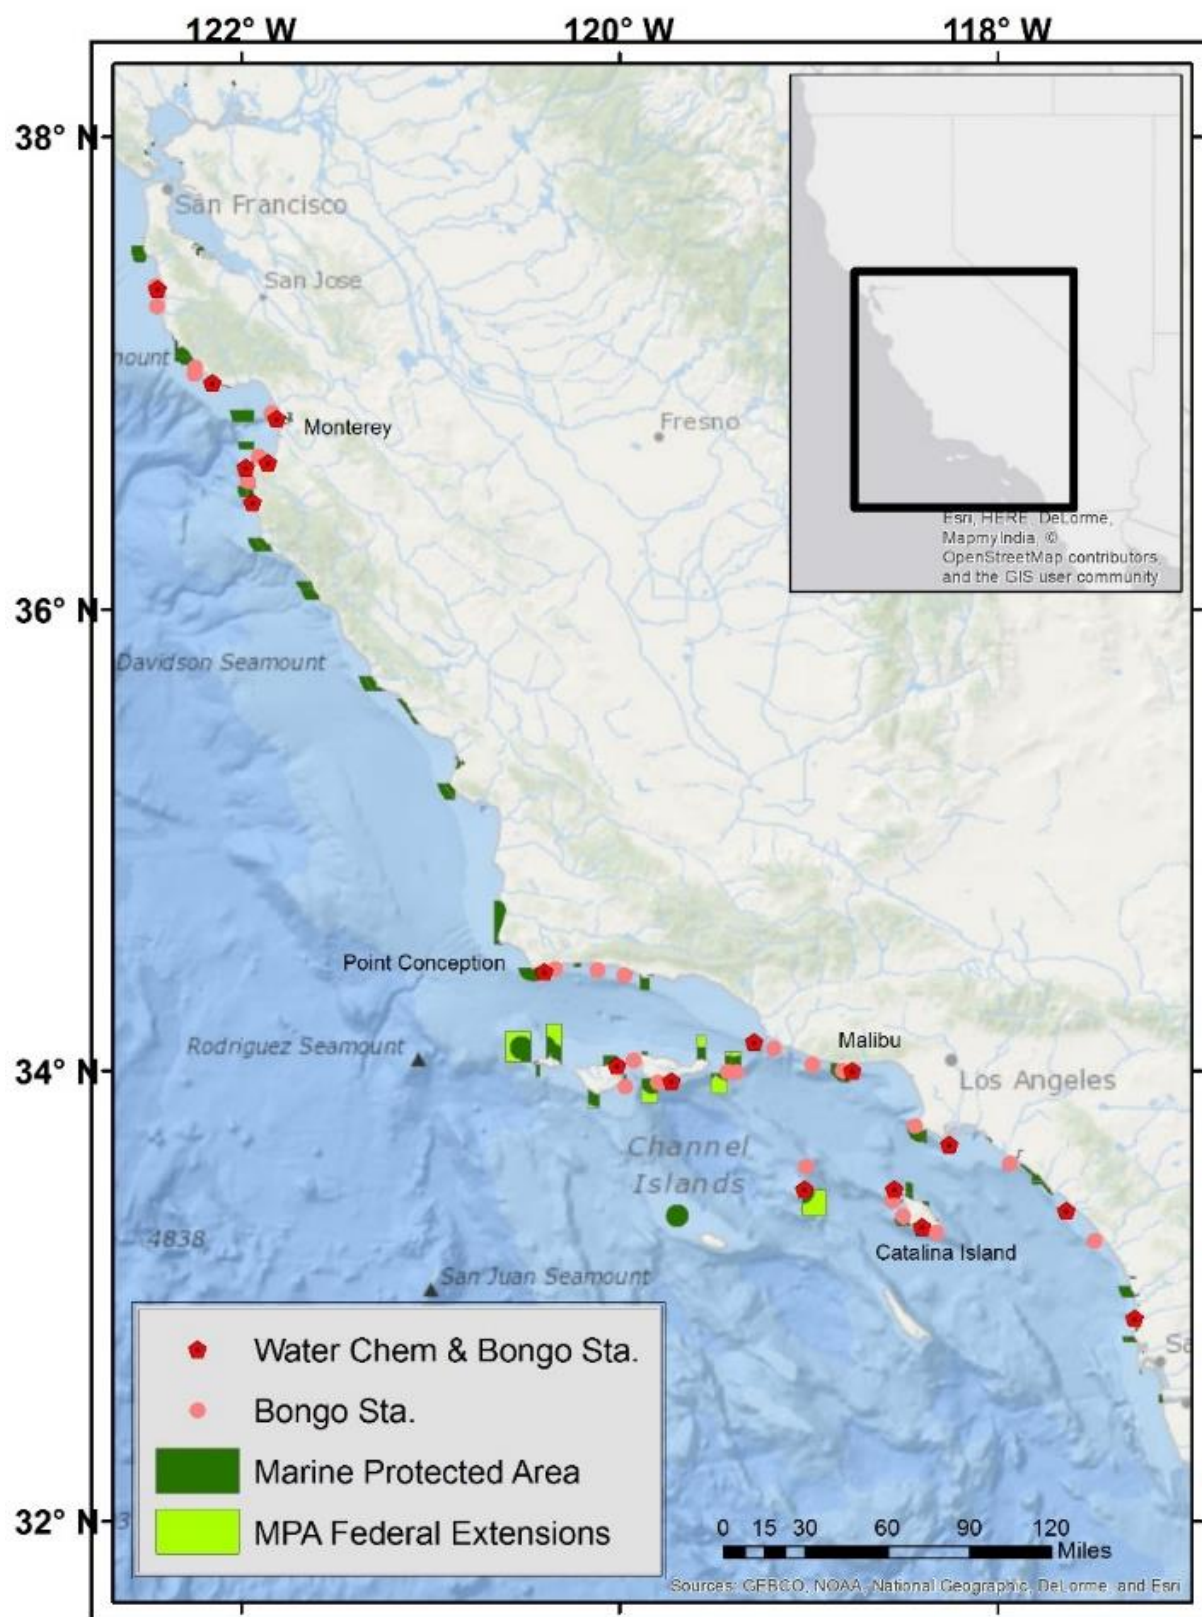 122° W 120° W 118° W
38° N
San Francisco
San Jose
mount
Monterey
Fresno
Esri, HERE, DeLorme,
MapmyIndia, ©
OpenStreetMap contributors,
and the GIS user community
36° N
Davidson Seamount
Point Conception
Rodriguez Seamount
Malibu
34° N
Los Angeles
Channel
Islands
4838
Catalina Island
San Juan Seamount
Sa
Water Chem & Bongo Sta.
Bongo Sta.
Marine Protected Area
MPA Federal Extensions
32° N
3
0 15 30 60 90 120
Miles
Sources: GEBCO, NOAA, National Geographic, DeLorme, and Esri